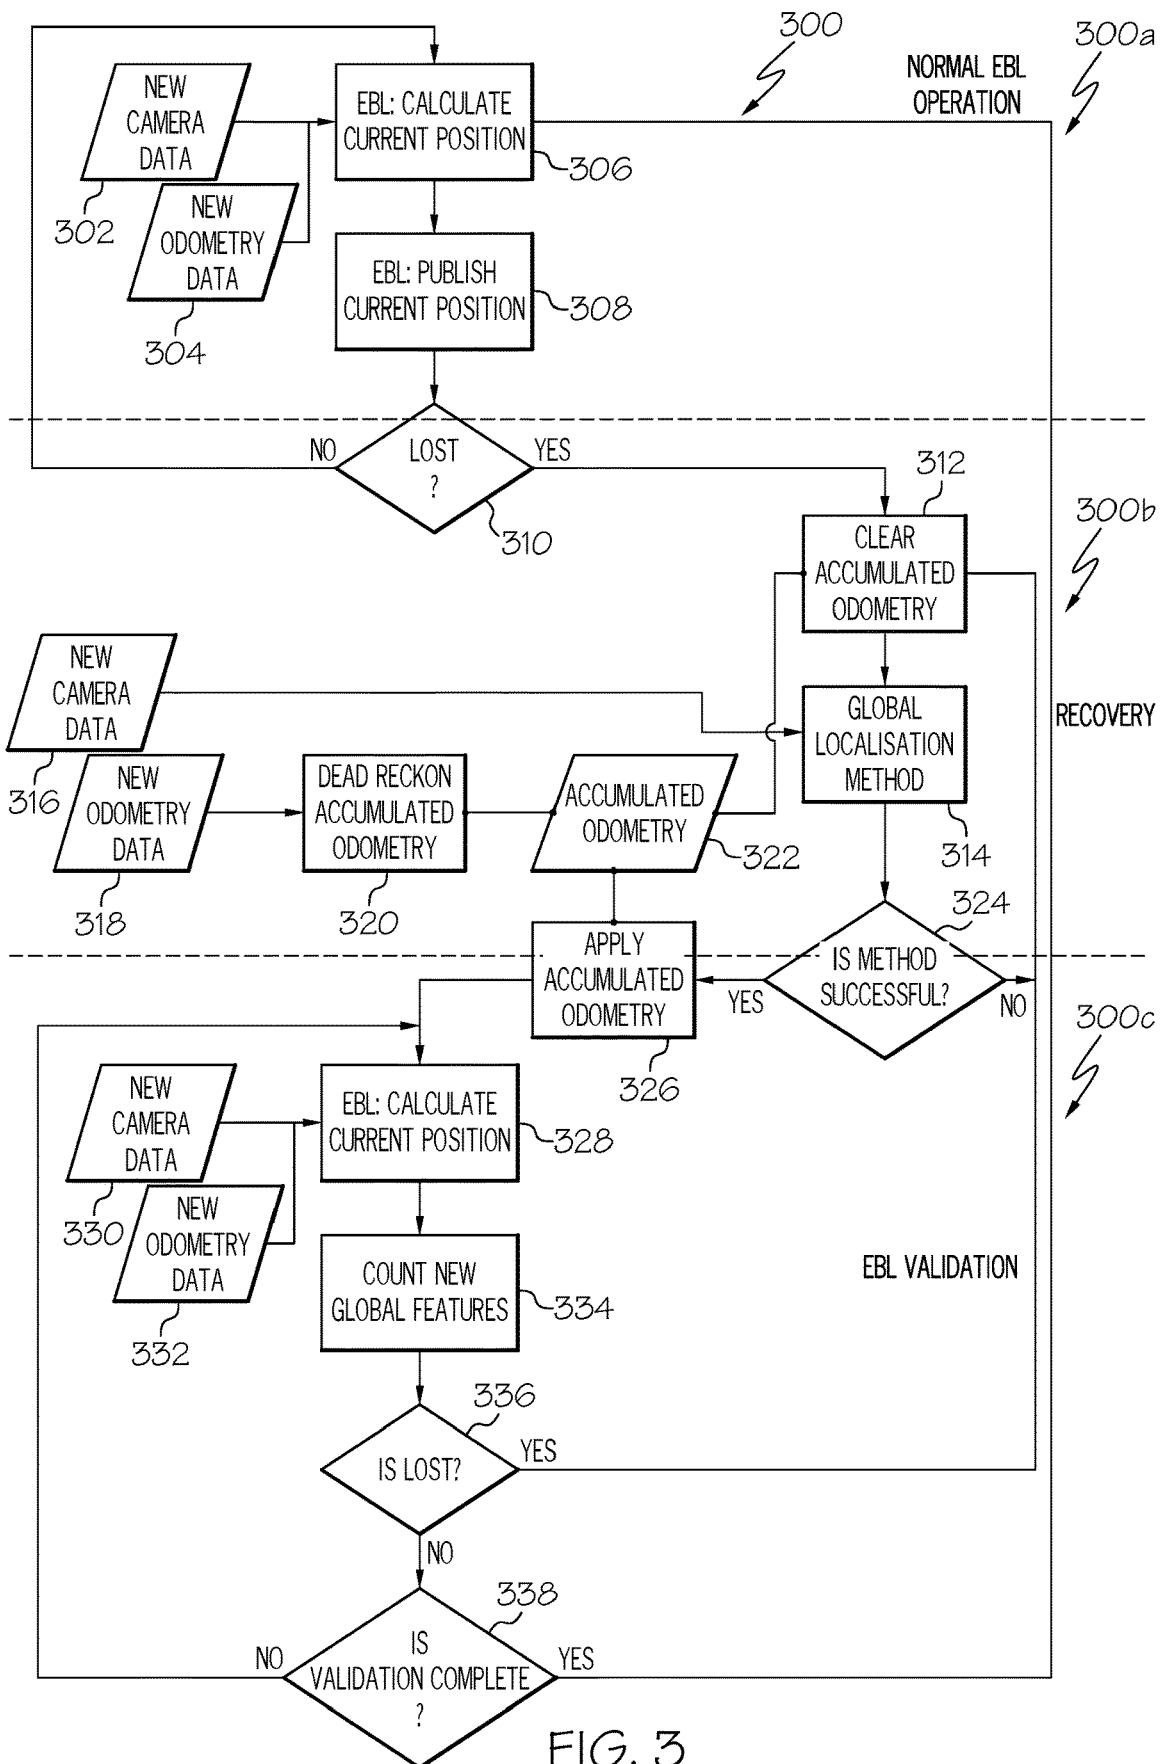 300
300a
NORMAL EBL
OPERATION
NEW
CAMERA
DATA
302
NEW
ODOMETRY
DATA
304
EBL: CALCULATE
CURRENT POSITION
306
EBL: PUBLISH
CURRENT POSITION
308
LOST
?
NO
YES
310
312
CLEAR
ACCUMULATED
ODOMETRY
300b
NEW
CAMERA
DATA
316
NEW
ODOMETRY
DATA
318
DEAD RECKON
ACCUMULATED
ODOMETRY
320
ACCUMULATED
ODOMETRY
322
GLOBAL
LOCALISATION
METHOD
314
RECOVERY
324
IS METHOD
SUCCESSFUL?
YES
NO
APPLY
ACCUMULATED
ODOMETRY
326
300c
NEW
CAMERA
DATA
330
NEW
ODOMETRY
DATA
332
EBL: CALCULATE
CURRENT POSITION
328
COUNT NEW
GLOBAL FEATURES
334
EBL VALIDATION
336
IS LOST?
YES
NO
338
IS
VALIDATION COMPLETE
?
NO
YES
FIG. 3